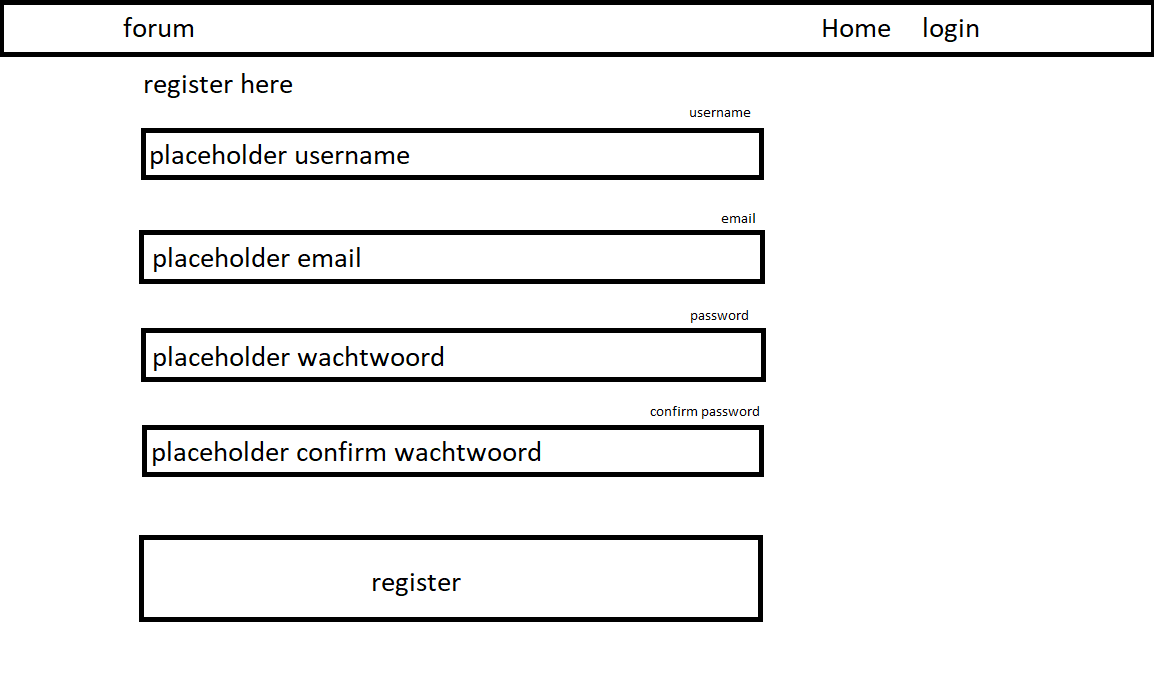 forum Home login
register here
username
placeholder username
email
placeholder email
password
placeholder wachtwoord
confirm password
placeholder confirm wachtwoord
register